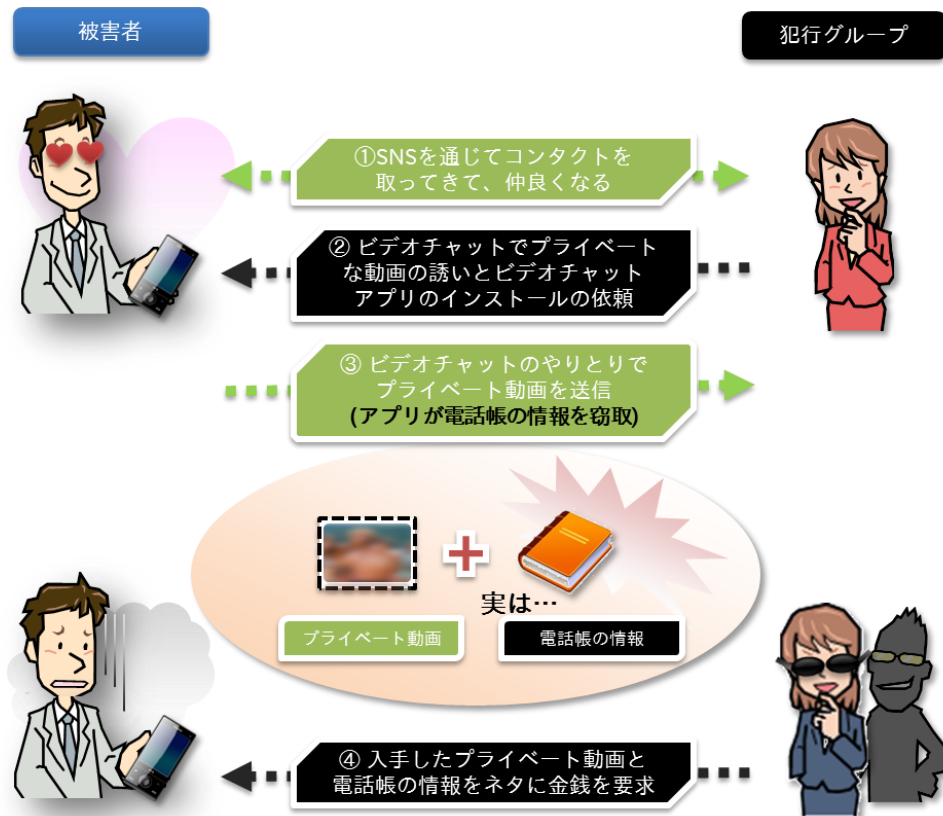 被害者
犯行グループ
①SNSを通じてコンタクトを
取ってきて、仲良くなる
② ビデオチャットでプライベート
な動画の誘いとビデオチャット
アプリのインストールの依頼
③ ビデオチャットのやりとりで
プライベート動画を送信
(アプリが電話帳の情報を窃取)
実は…
プライベート動画
電話帳の情報
④ 入手したプライベート動画と
電話帳の情報をネタに金銭を要求